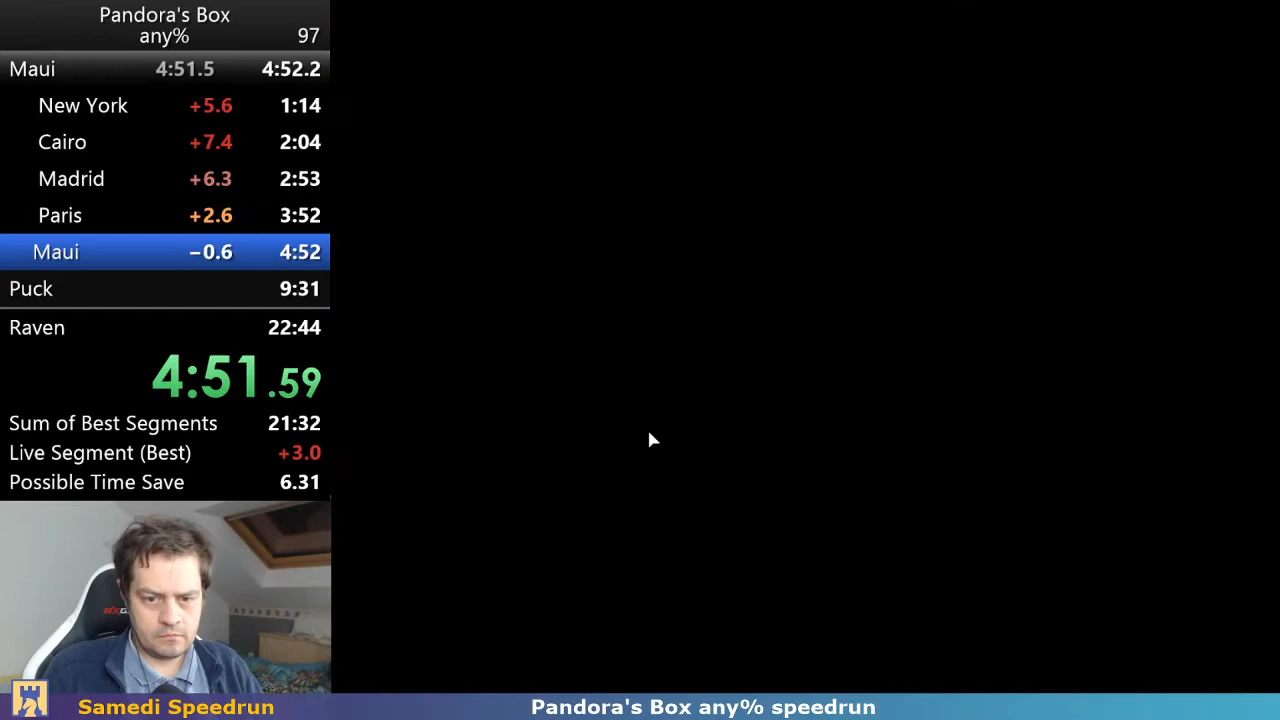 Pandora's Box
any% 97
Maui 4:51.5 4:52.2
New York +5.6 1:14
Cairo +7.4 2:04
Madrid +6.3 2:53
Paris +2.6 3:52
Maui −0.6 4:52
Puck 9:31
Raven 22:44
4:51.59
Sum of Best Segments 21:32
Live Segment (Best) +3.0
Possible Time Save 6.31
Samedi Speedrun Pandora's Box any% speedrun